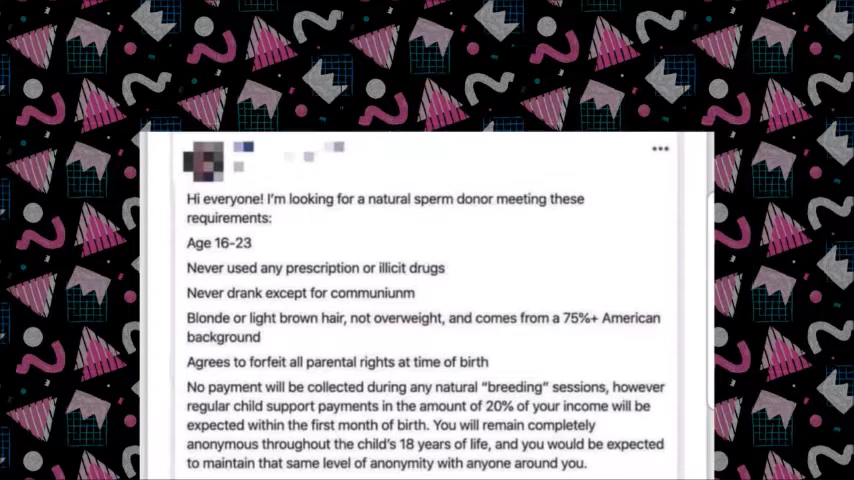 Hi everyone! I'm looking for a natural sperm donor meeting these
requirements:
Age 16-23
Never used any prescription or illicit drugs
Never drank except for communiunm
Blonde or light brown hair, not overweight, and comes from a 75%+ American
background
Agrees to forfeit all parental rights at time of birth
No payment will be collected during any natural "breeding" sessions, however
regular child support payments in the amount of 20% of your income will be
expected within the first month of birth. You will remain completely
anonymous throughout the child's 18 years of life, and you would be expected
to maintain that same level of anonymity with anyone around you.